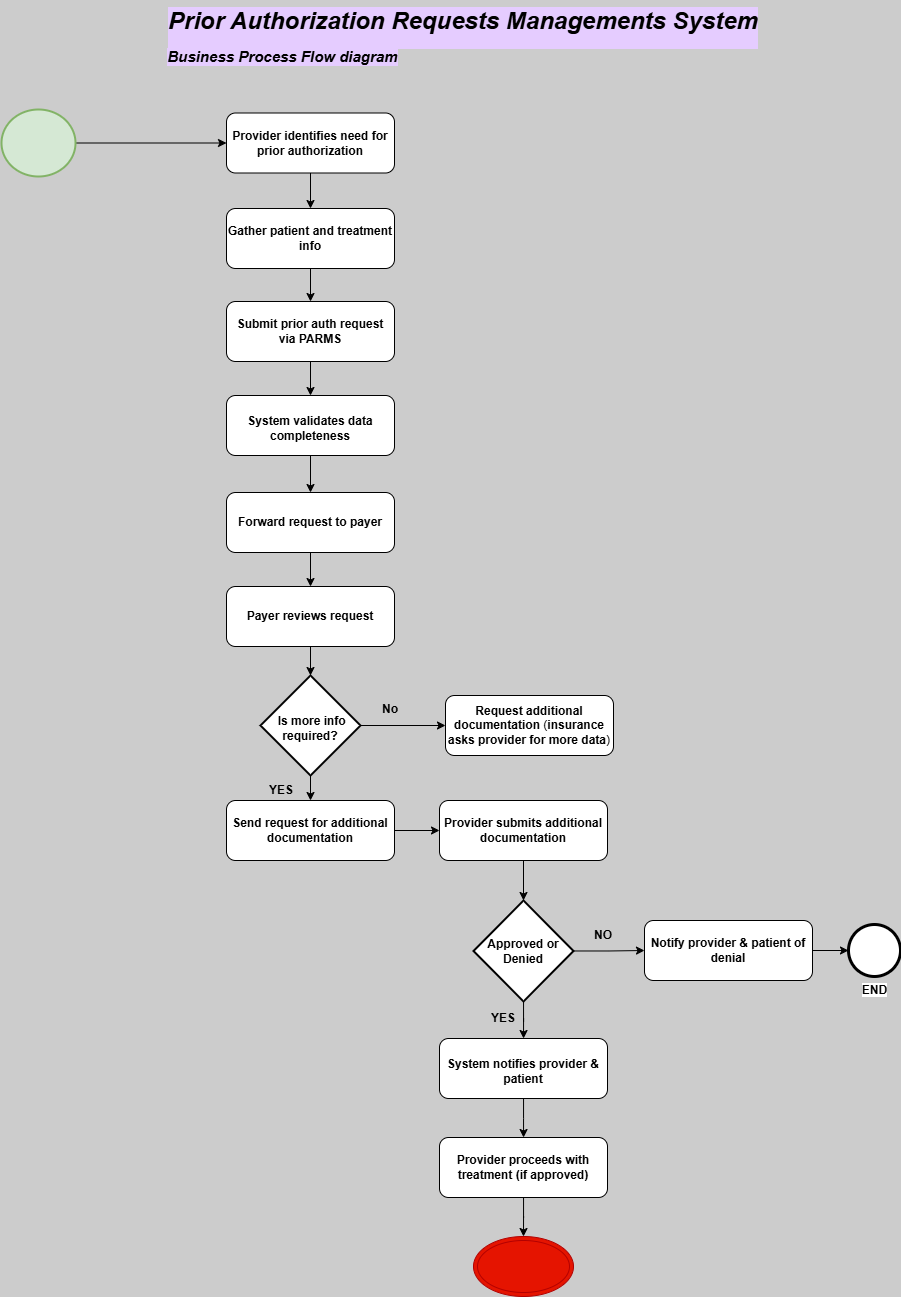 Prior Authorization Requests Managements System
Business Process Flow diagram
Provider identifies need for
prior authorization
Gather patient and treatment
info
Submit prior auth request
via PARMS
System validates data
completeness
Forward request to payer
Payer reviews request
Is more info
required?
No
Request additional
documentation (insurance
asks provider for more data)
YES
Send request for additional
documentation
Provider submits additional
documentation
Approved or
Denied
NO
Notify provider & patient of
denial
END
YES
System notifies provider &
patient
Provider proceeds with
treatment (if approved)